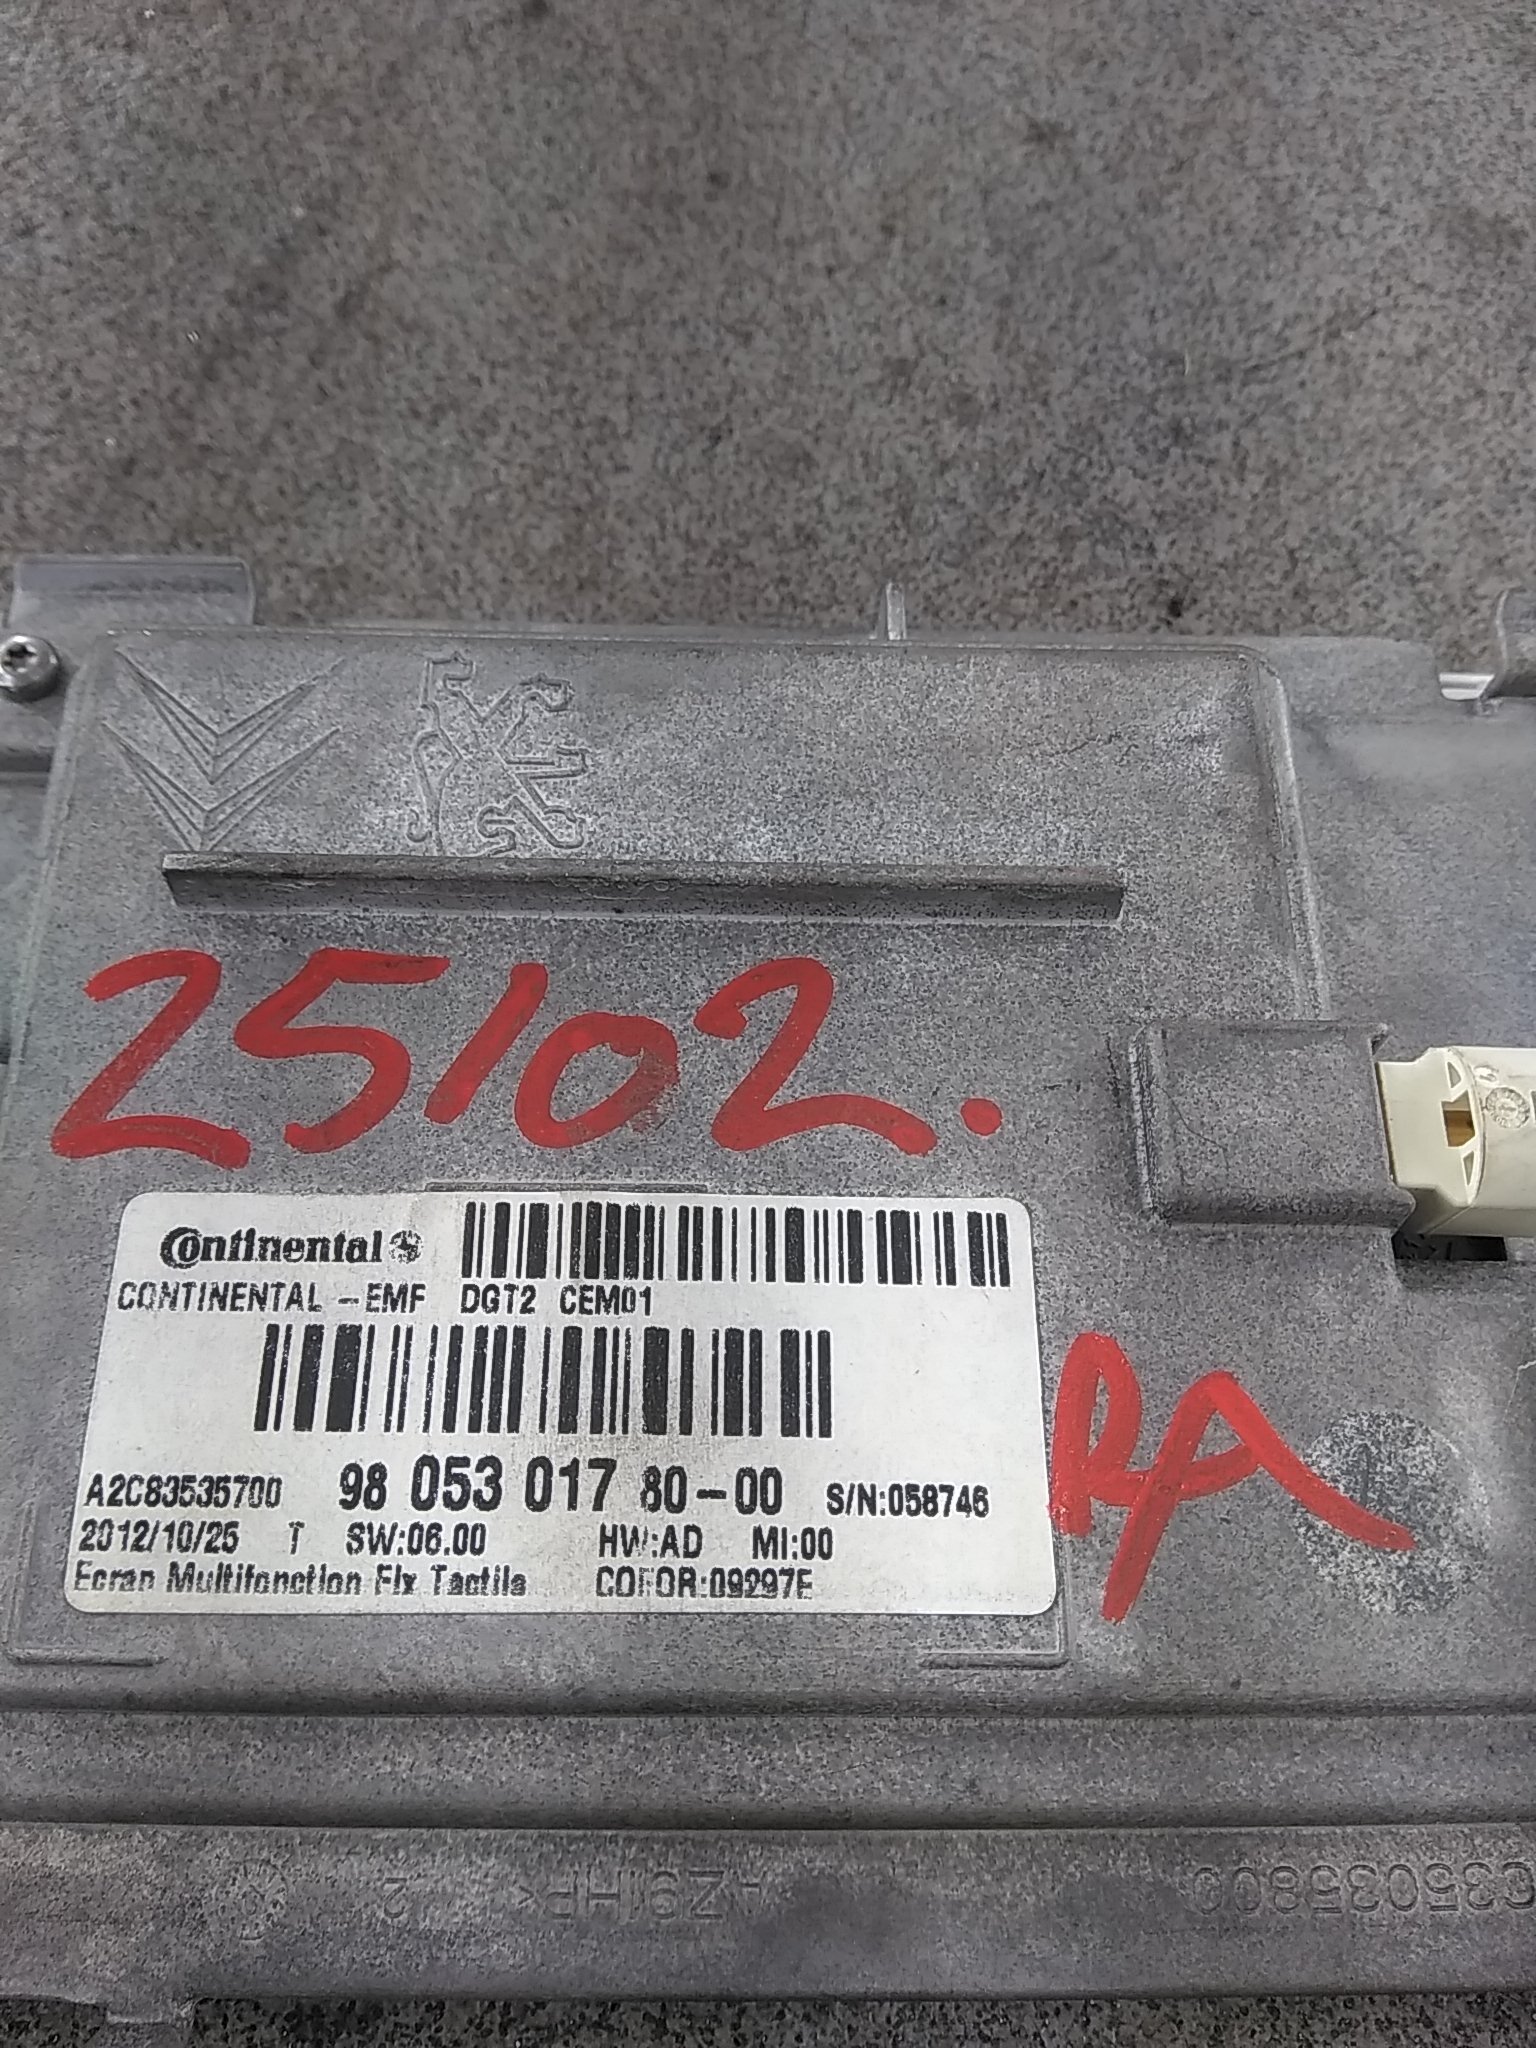 25102.
Continental
CONTINENTAL -EMF DGT2 CEM01
A2C83535700 98 053 017 80-00 S/N:058746
2012/10/25 T SW:06.00 HW:AD MI:00
Ecran Multifonction Fix Tactile COFOR:09297E
RA